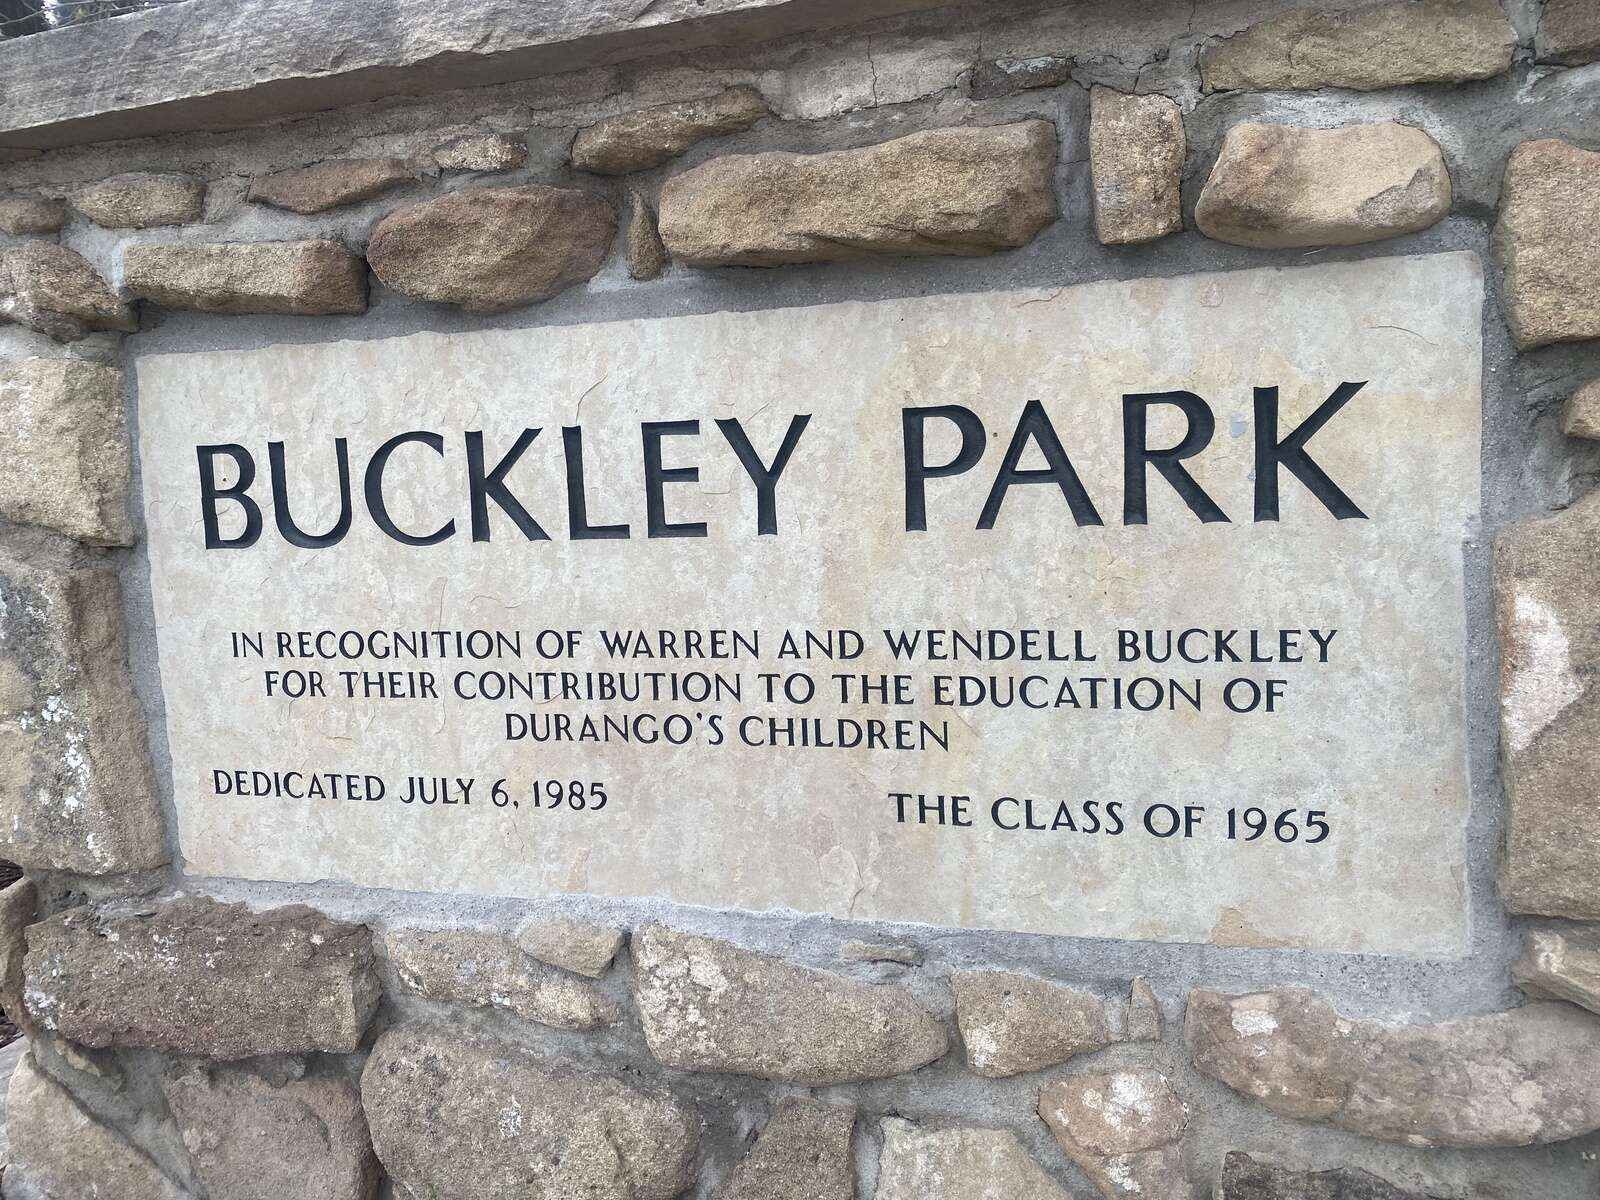 BUCKLEY PARK
IN RECOGNITION OF WARREN AND WENDELL BUCKLEY
FOR THEIR CONTRIBUTION TO THE EDUCATION OF
DURANGO'S CHILDREN
DEDICATED JULY 6, 1985
THE CLASS OF 1965